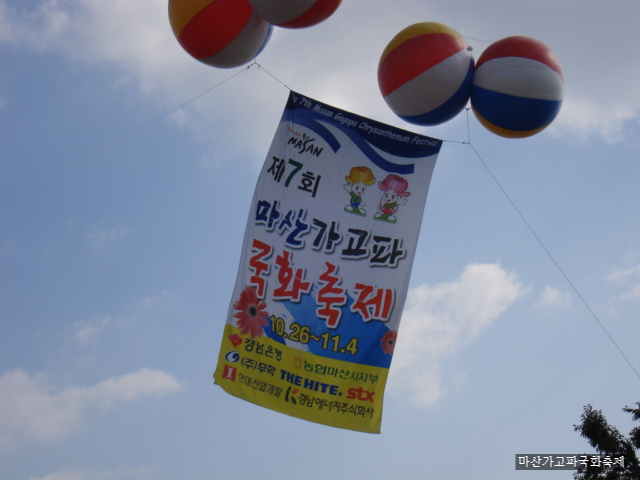 The 7th Masan Gagopa Chrysanthemum Festival
MASAN
제7회
마산가고파
국화축제
10.26~11.4
경남은행 농협마산시지부
(주)무학 THE HITE. stx
현대산업개발 경남에너지주식회사
마산가고파국화축제